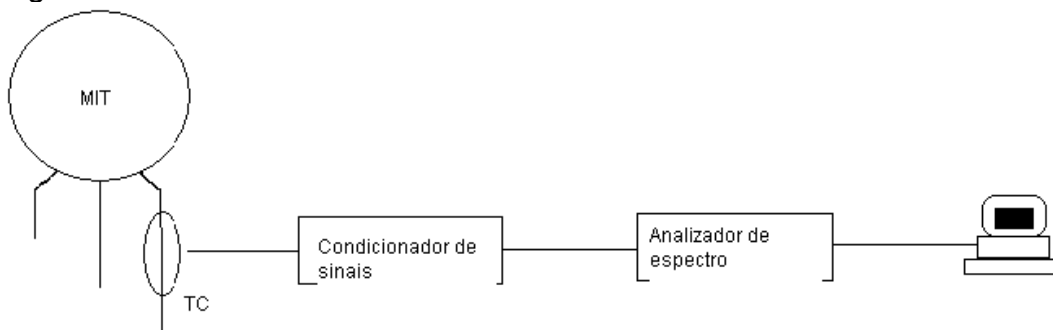 MIT
Condicionador de
sinais
Analizador de
espectro
TC